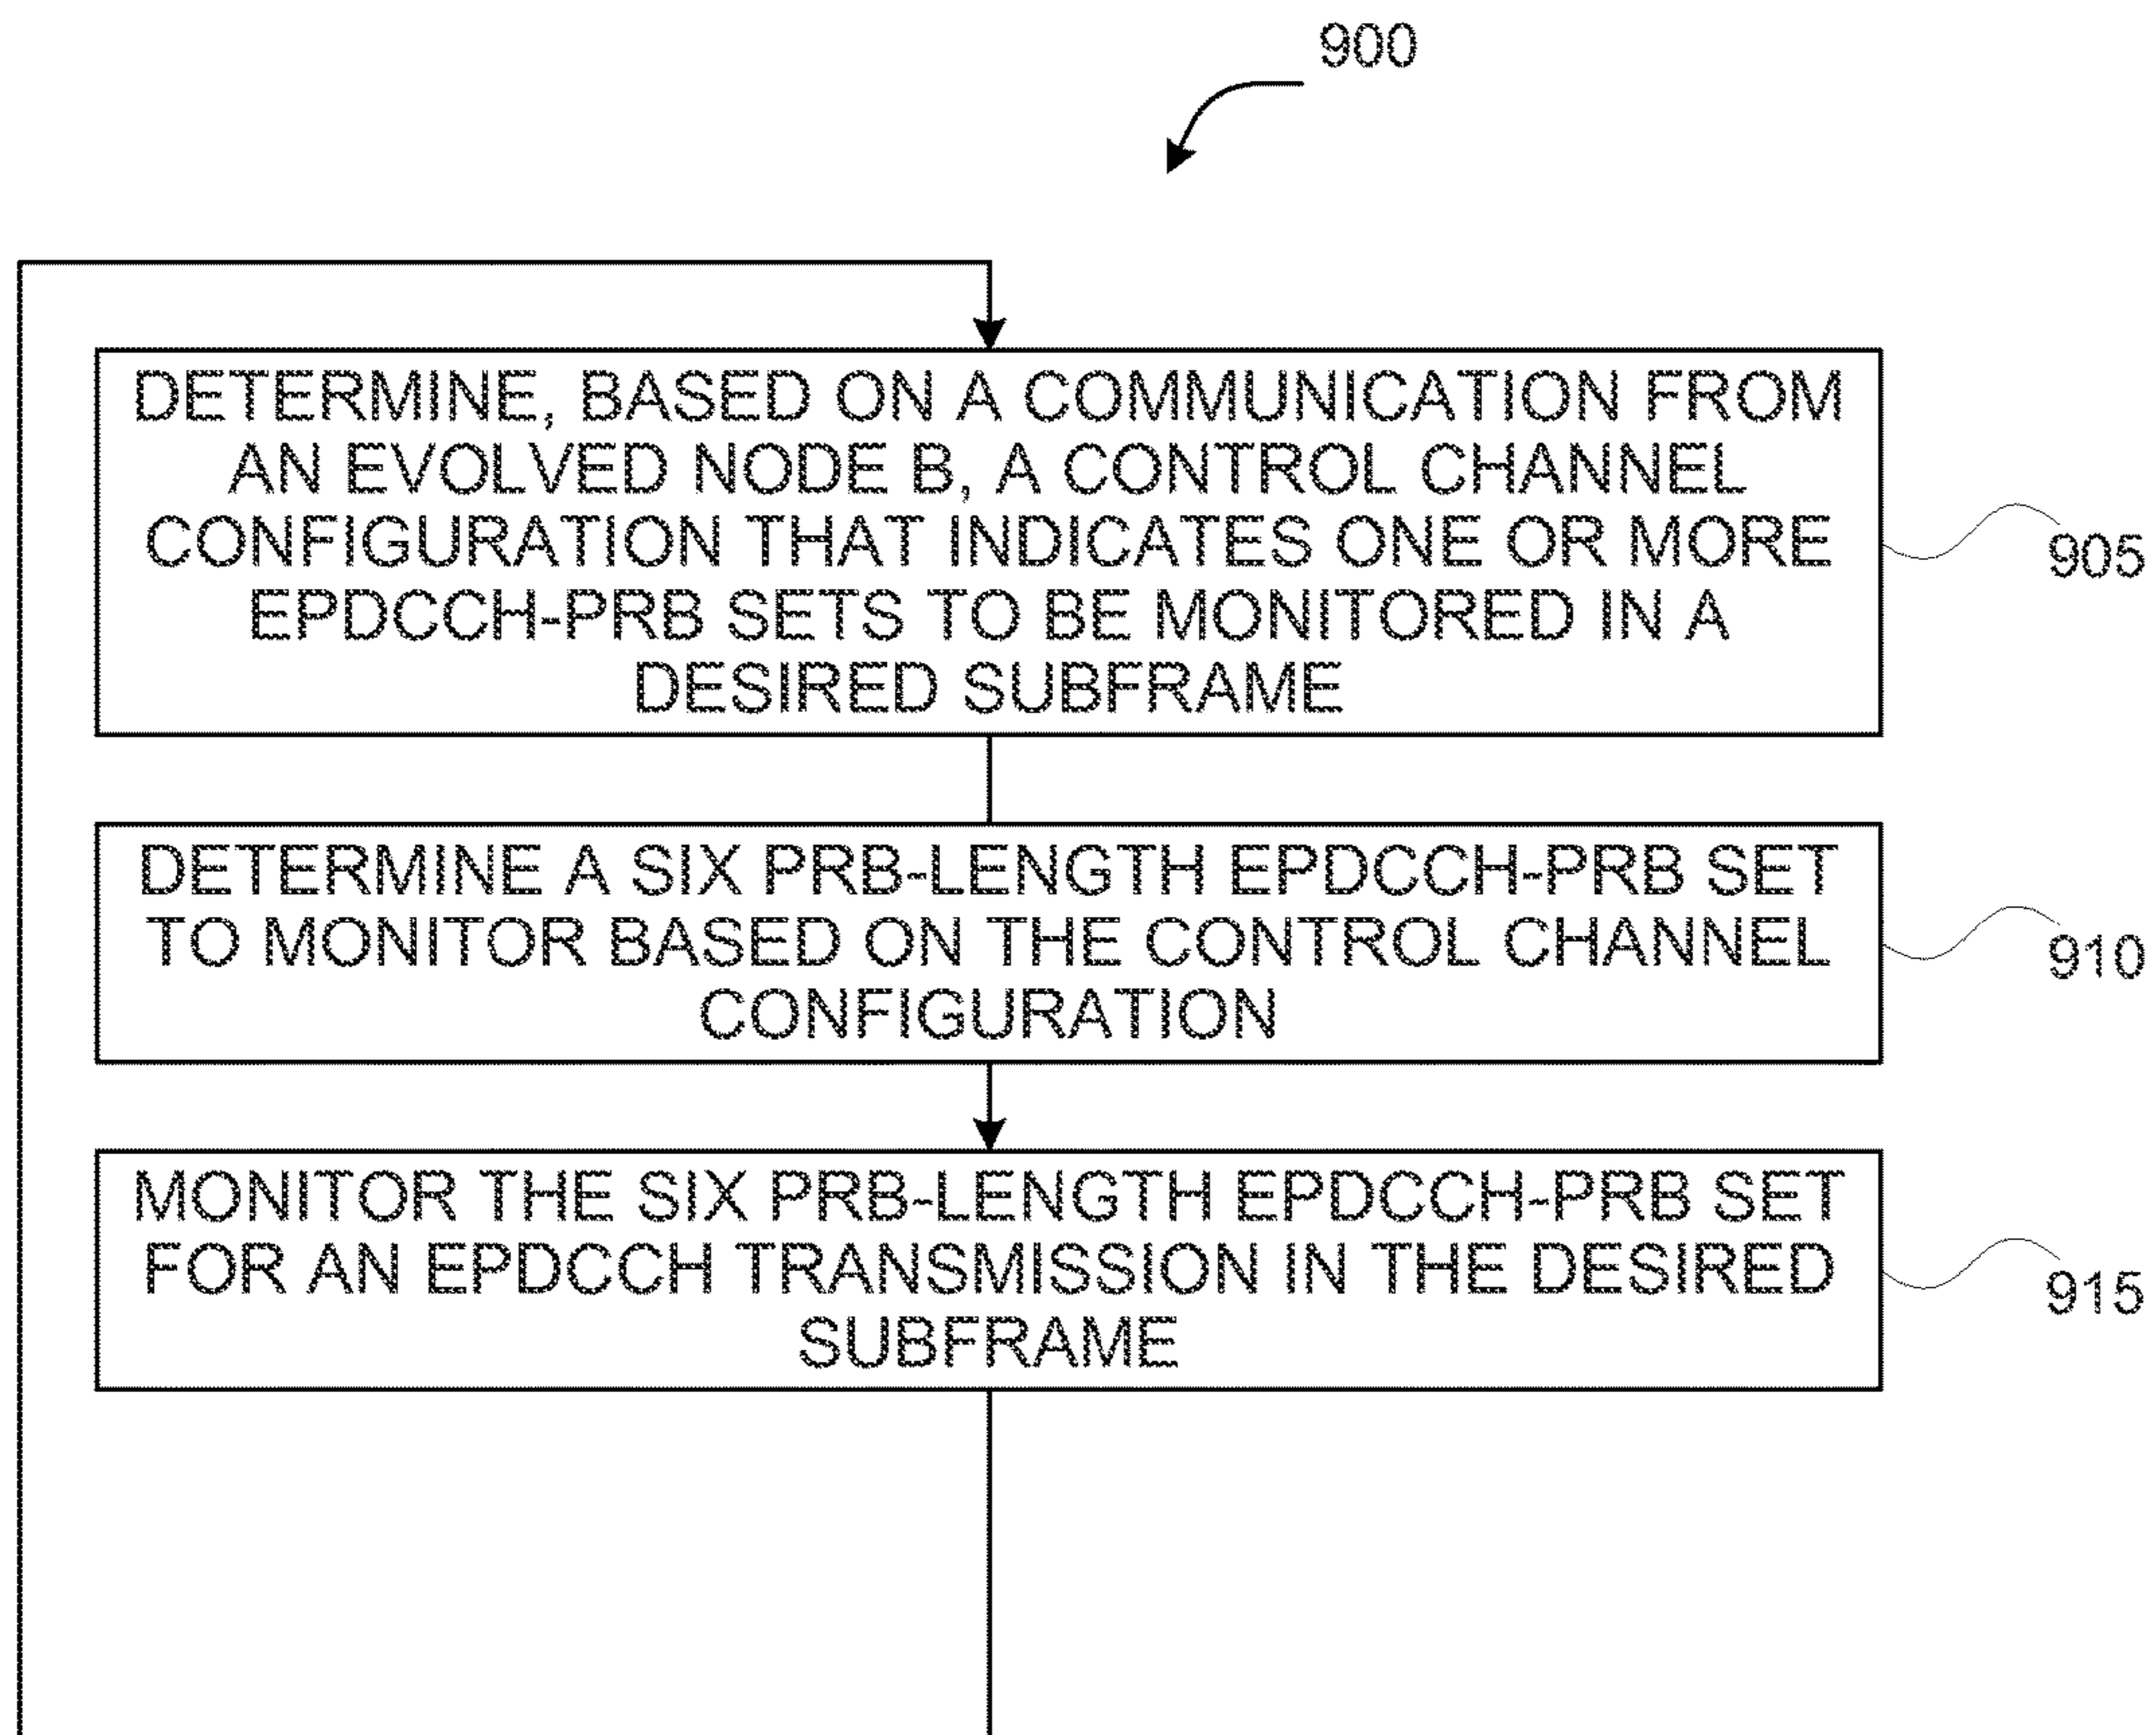 900
DETERMINE, BASED ON A COMMUNICATION FROM
AN EVOLVED NODE B, A CONTROL CHANNEL
CONFIGURATION THAT INDICATES ONE OR MORE
EPDCCH-PRB SETS TO BE MONITORED IN A
DESIRED SUBFRAME
905
DETERMINE A SIX PRB-LENGTH EPDCCH-PRB SET
TO MONITOR BASED ON THE CONTROL CHANNEL
CONFIGURATION
910
MONITOR THE SIX PRB-LENGTH EPDCCH-PRB SET
FOR AN EPDCCH TRANSMISSION IN THE DESIRED
SUBFRAME
915